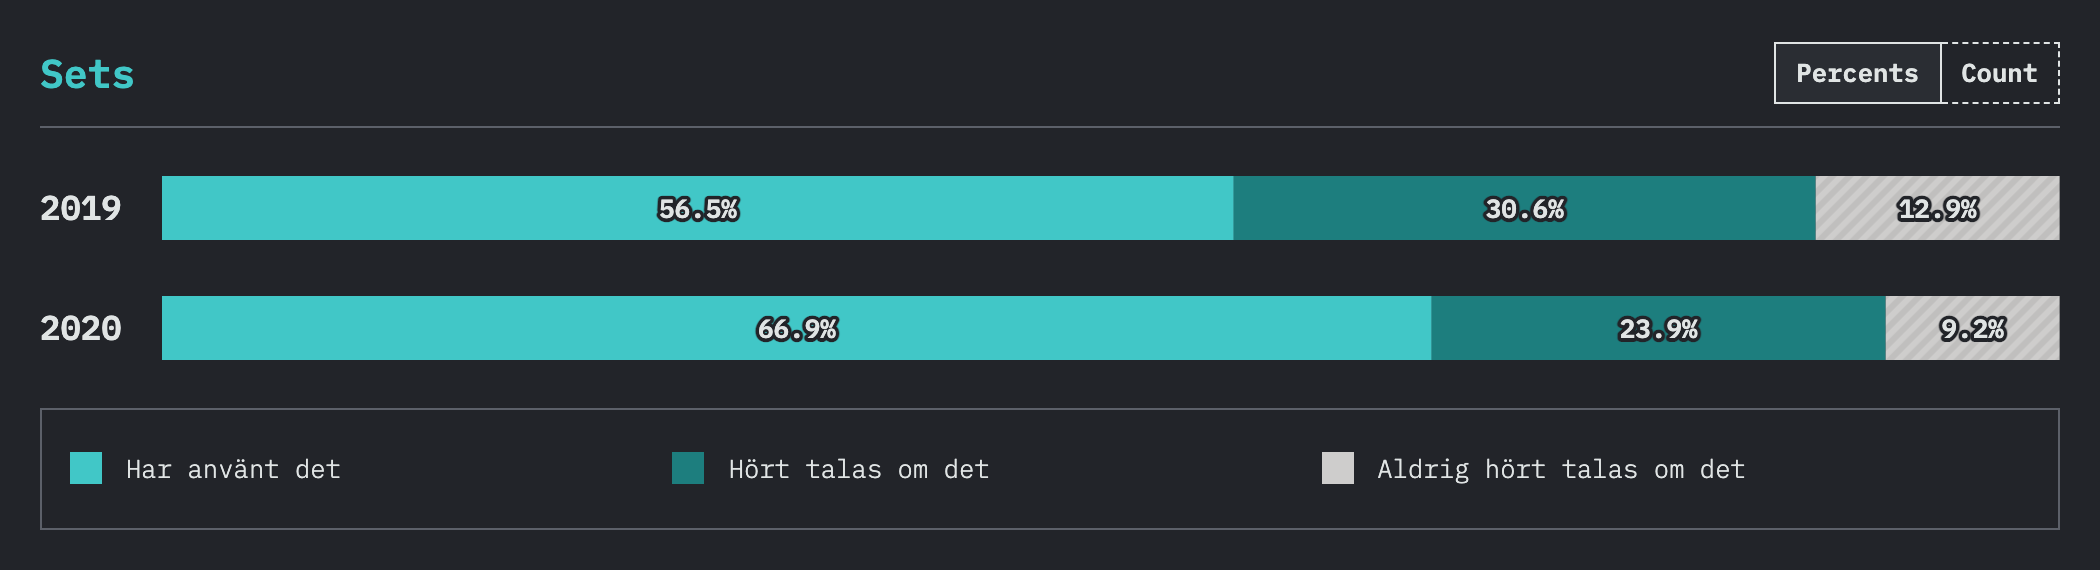 Sets
Percents Count
2019 56.5% 30.6% 12.9%
2020 66.9% 23.9% 9.2%
Har använt det Hört talas om det Aldrig hört talas om det